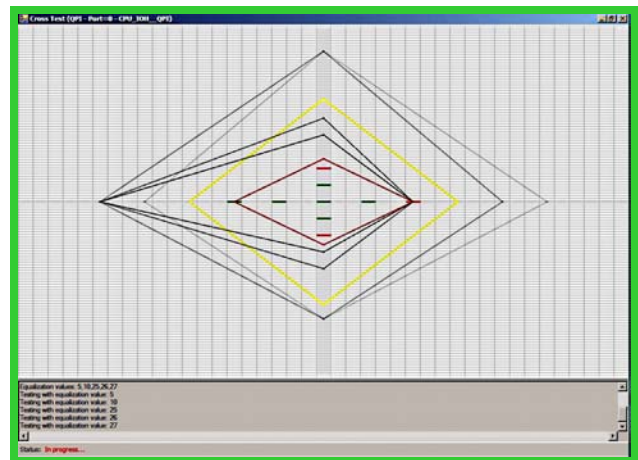 Cross Test (QPI - Port=0 - CPU_IOH__QPI)
Equalization values: 5,10,25,26,27
Testing with equalization value: 5
Testing with equalization value: 10
Testing with equalization value: 25
Testing with equalization value: 26
Testing with equalization value: 27
Status: In progress...